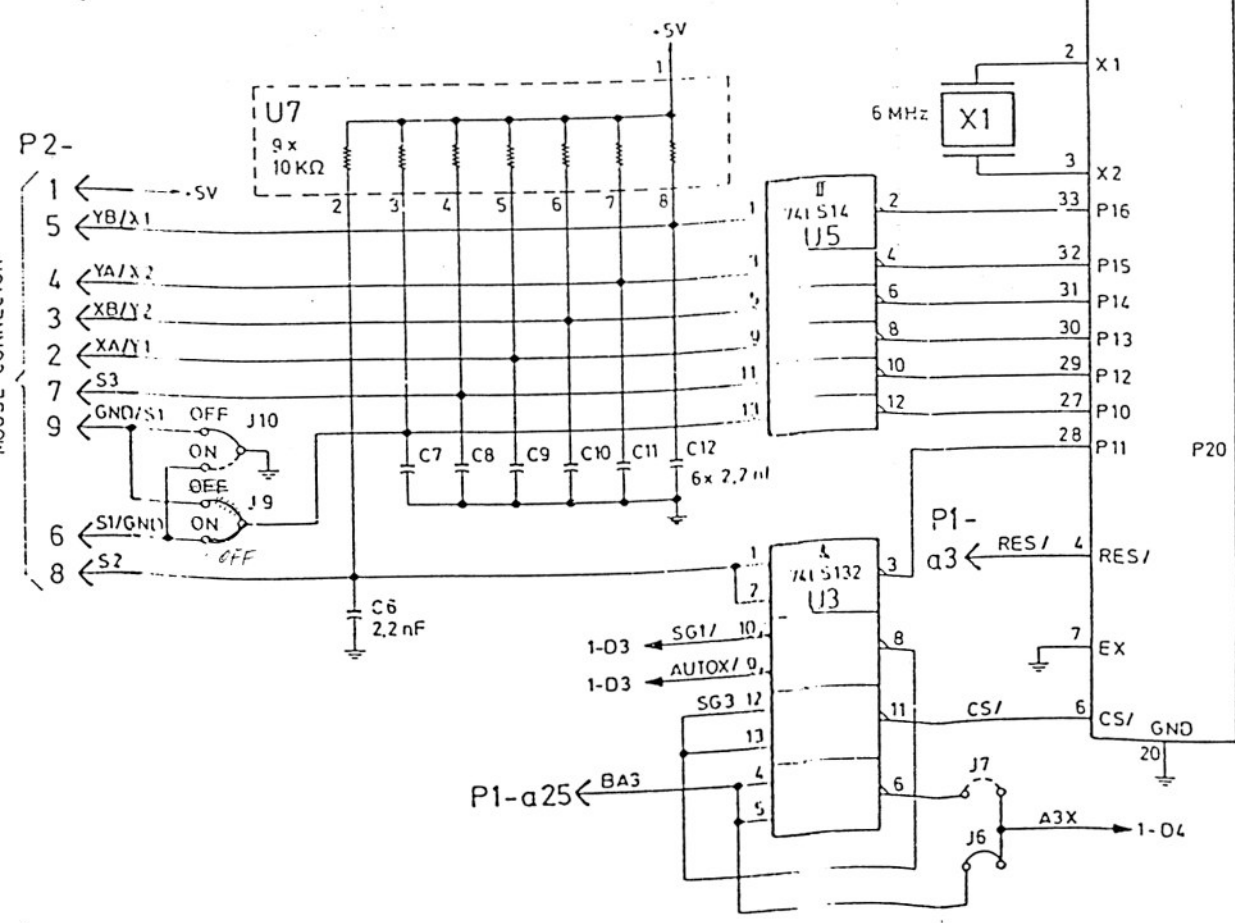 +5V
1
U7
9x
10KΩ
2
3
4
5
6
7
8
6 MHz
X1
2
X1
3
X2
P2-
1
+5V
5
YB/X1
4
YA/X2
3
XB/Y2
2
XA/Y1
7
S3
9
GND/S1
OFF
J10
ON
OFF
J9
ON
6
S1/GND
OFF
8
S2
C6
2,2 nF
C7
C8
C9
C10
C11
C12
6x 2,2 nF
1
9
11
13
74LS14
U5
2
4
6
8
10
12
33
P16
32
P15
31
P14
30
P13
29
P12
27
P10
28
P11
P20
P1-
a3
RES/
4
RES/
7
EX
6
CS/
GND
20
&
74LS132
U3
1
2
3
1-D3
SG1/
10
8
1-D3
AUTOX/
9
SG3
12
11
CS/
13
P1-a25
BA3
4
5
6
J7
J6
A3X
1-D4